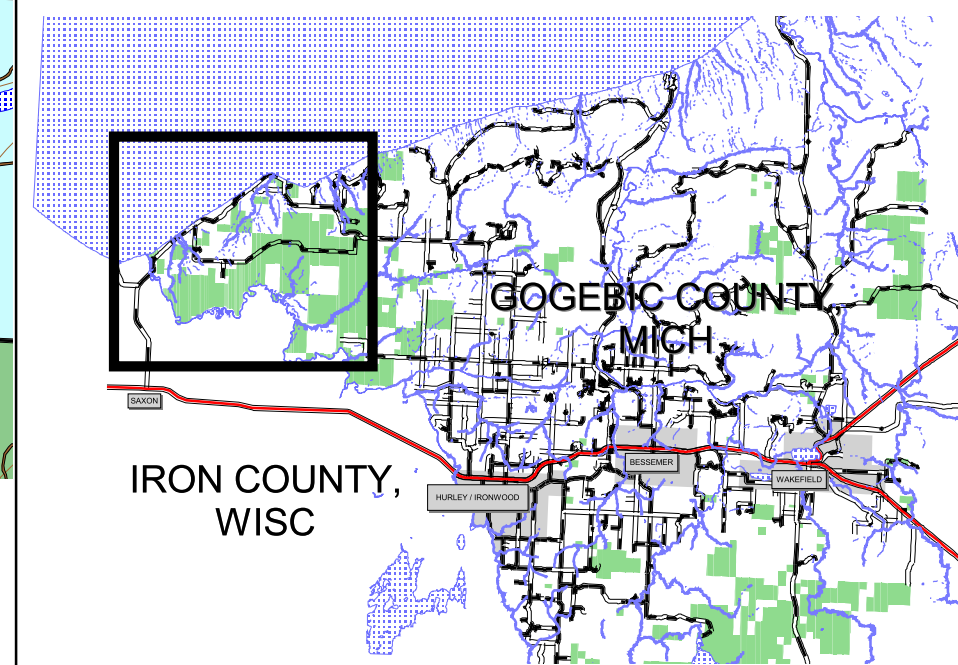 GOGEBIC COUNTY,
MICH.
SAXON
BESSEMER
IRON COUNTY,
WISC
WAKEFIELD
HURLEY / IRONWOOD